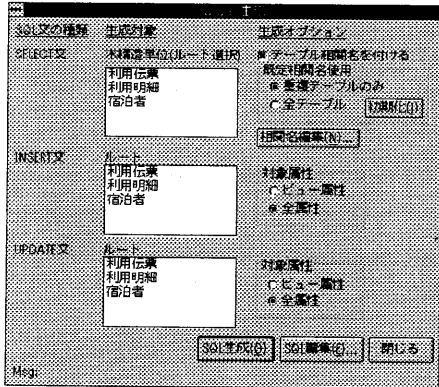 SQL文の種類 生成対象 生成オプション
SELECT文 木構造単位(ルート選択) テーブル相関名を付ける
利用伝票
利用明細
宿泊者
既定相関名使用
重複テーブルのみ
全テーブル 初期化(I)
相関名編集(N)...
INSERT文 ルート
利用伝票
利用明細
宿泊者
対象属性
ビュー属性
全属性
UPDATE文 ルート
利用伝票
利用明細
宿泊者
対象属性
ビュー属性
全属性
SQL生成(Q) SQL編集(E)... 閉じる
Msg: